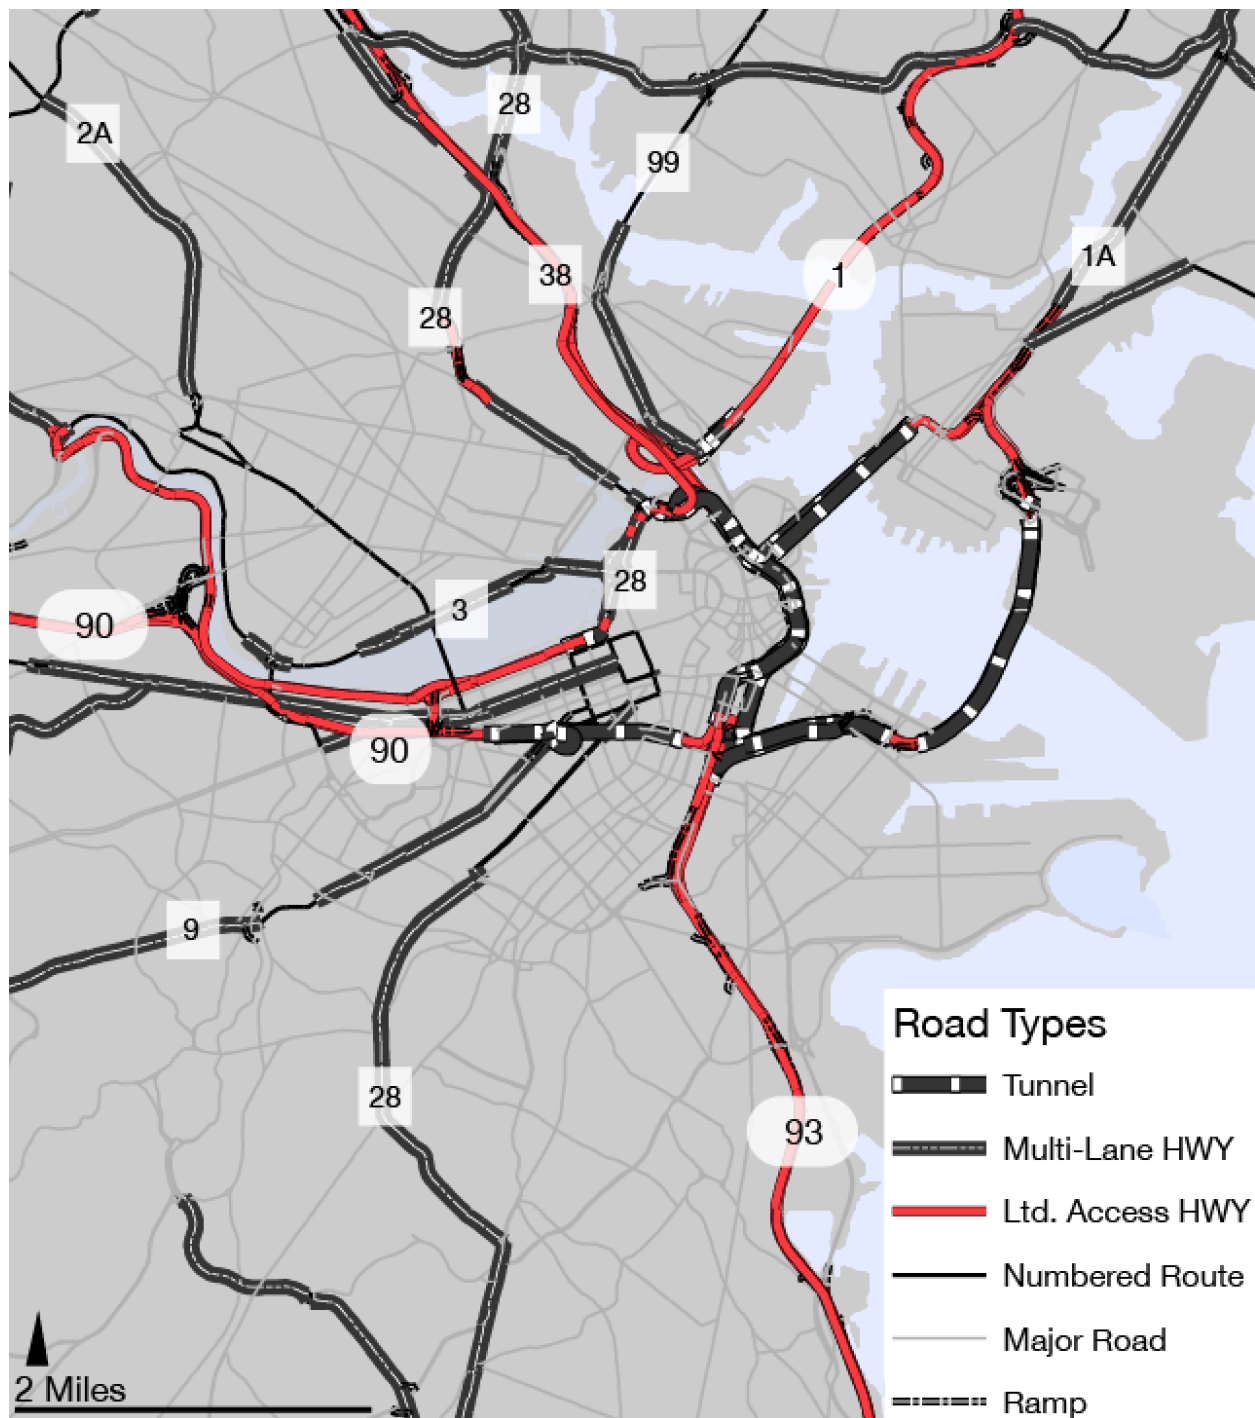 28
2A
99
1A
38
1
28
28
3
90
90
9
28
93
Road Types
Tunnel
Multi-Lane HWY
Ltd. Access HWY
Numbered Route
Major Road
Ramp
2 Miles